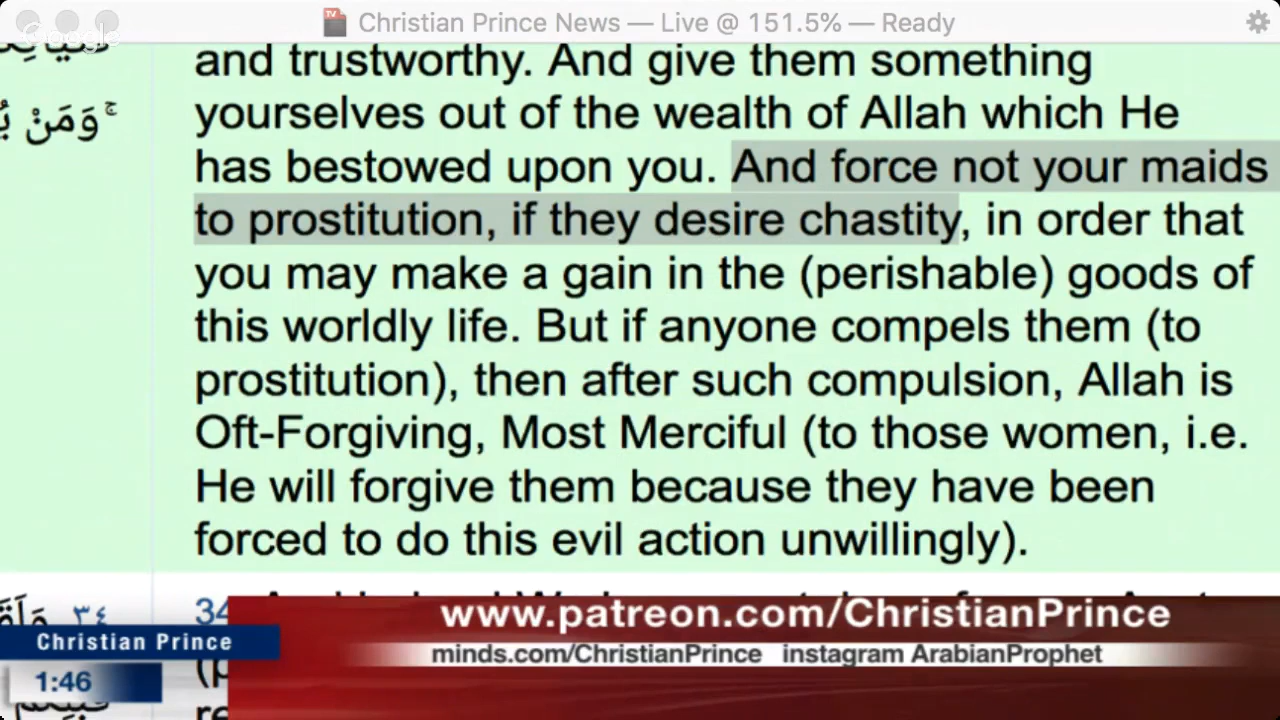 Christian Prince News — Live @ 151.5% — Ready
Google
and trustworthy. And give them something
yourselves out of the wealth of Allah which He
has bestowed upon you. And force not your maids
to prostitution, if they desire chastity, in order that
you may make a gain in the (perishable) goods of
this worldly life. But if anyone compels them (to
prostitution), then after such compulsion, Allah is
Oft-Forgiving, Most Merciful (to those women, i.e.
He will forgive them because they have been
forced to do this evil action unwillingly).
وَمَنْ
٣٤
34
www.patreon.com/ChristianPrince
Christian Prince
minds.com/ChristianPrince instagram ArabianProphet
1:46